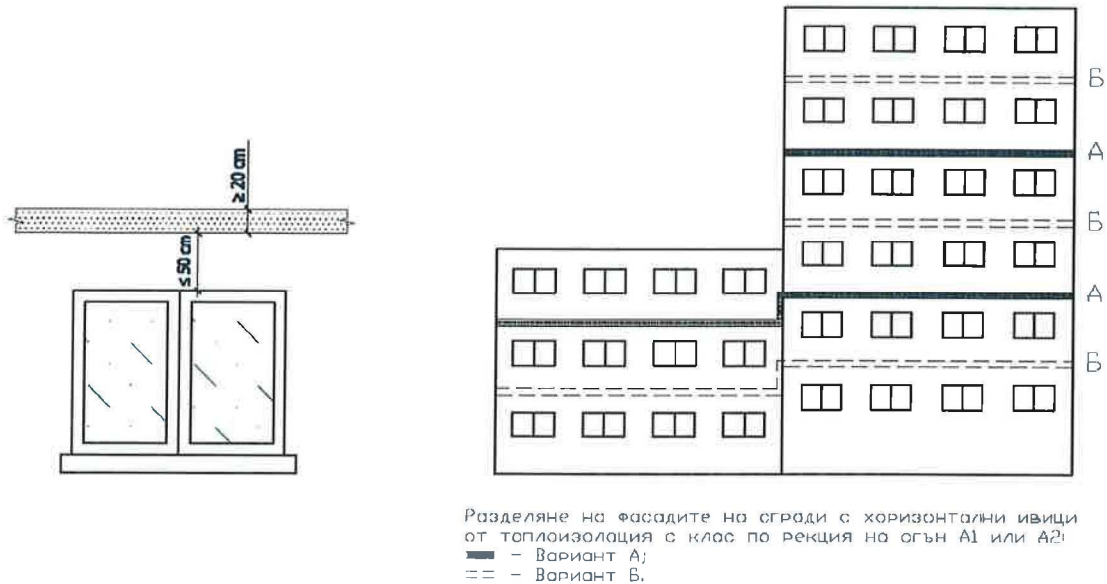 ≥ 20 cm
≤ 50 cm
Б
А
Б
А
Б
Разделяне на фасадите на сгради с хоризонтални ивици
от топлоизолация с клас по рекция на огън А1 или А2:
– Вариант А;
== – Вариант Б.